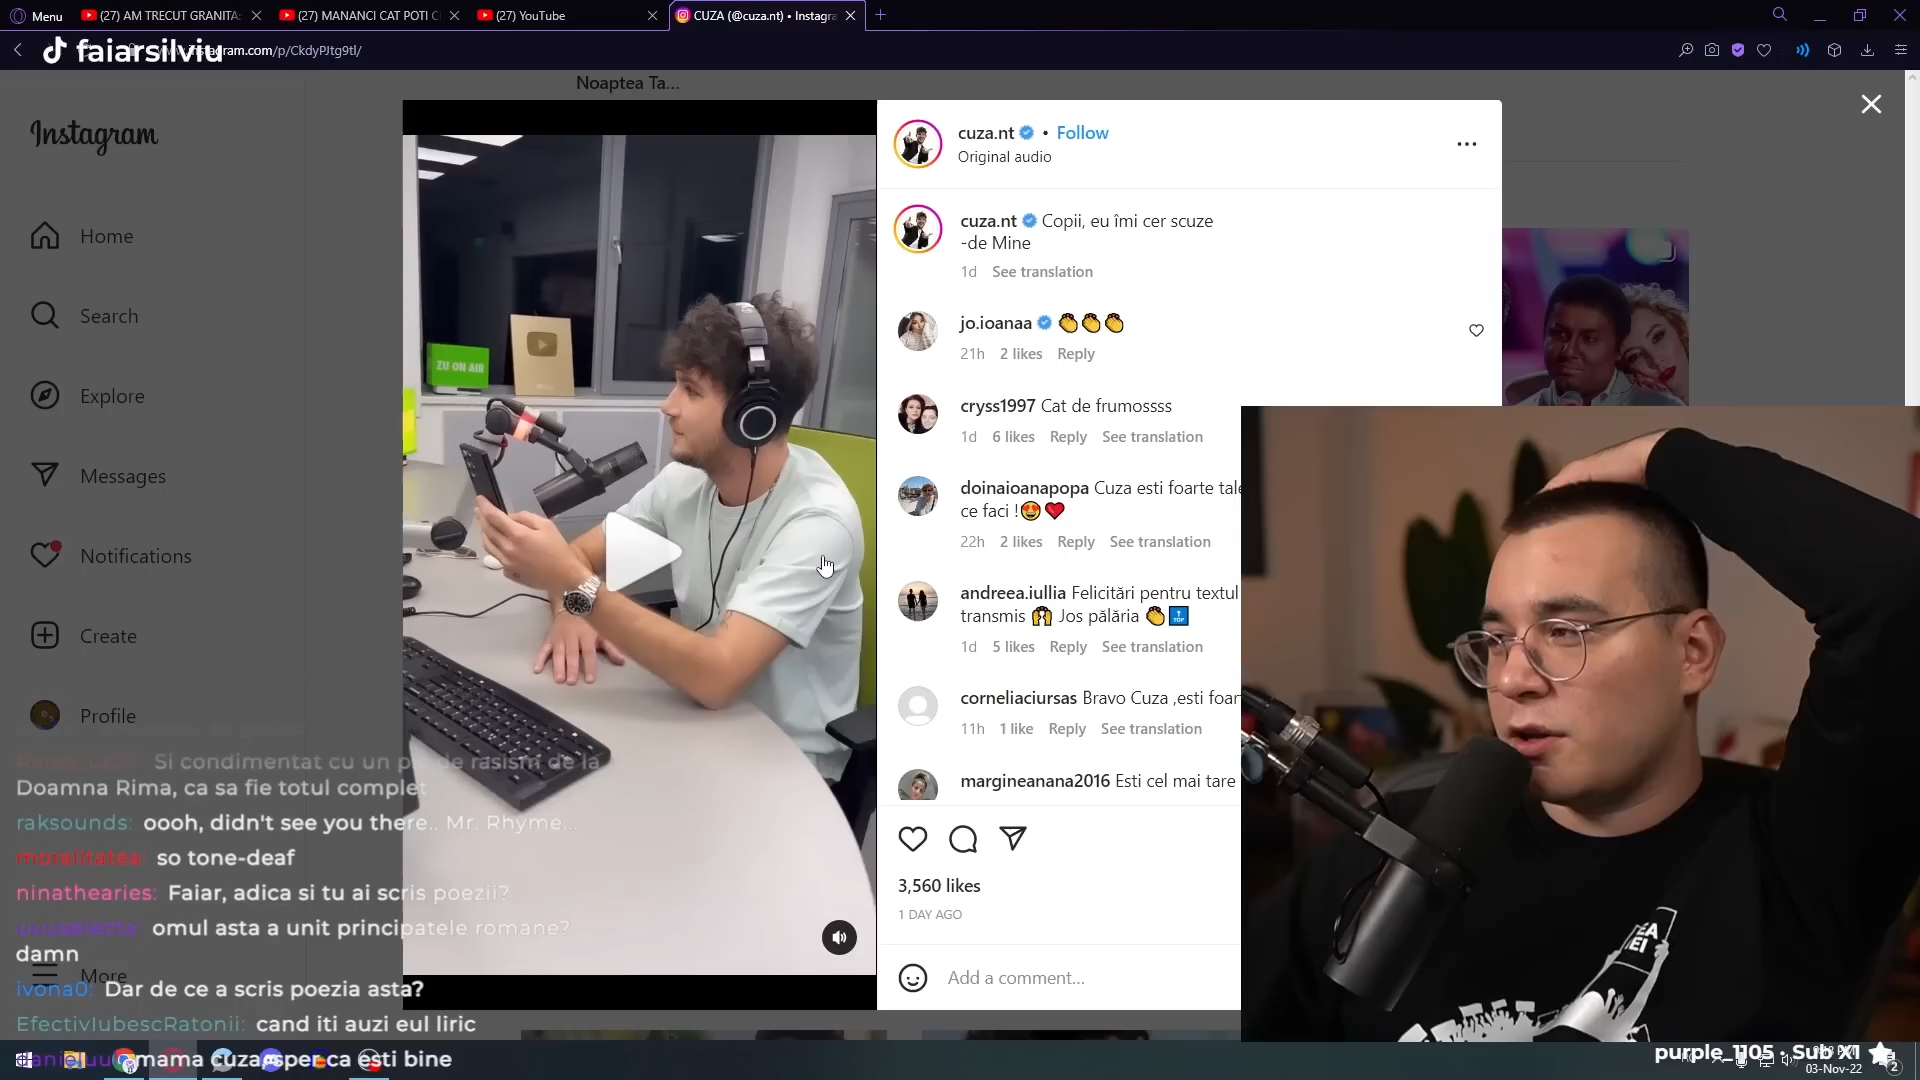 Menu
(27) AM TRECUT GRANITA:
(27) MANANCI CAT POTI C
(27) YouTube
CUZA (@cuza.nt) • Instagra
faiarsilviu
www.instagram.com/p/CkdyPJtg9tl/
Noaptea Ta...
Instagram
Home
Search
Explore
Messages
Notifications
Create
Profile
More
ZU ON AIR
cuza.nt • Follow
Original audio
cuza.nt Copii, eu îmi cer scuze
-de Mine
1d See translation
jo.ioanaa 👏👏👏
21h 2 likes Reply
cryss1997 Cat de frumossss
1d 6 likes Reply See translation
doinaioanapopa Cuza esti foarte tale
ce faci !😍❤️
22h 2 likes Reply See translation
andreea.iullia Felicitări pentru textul
transmis 🙌 Jos pălăria 👏🔝
1d 5 likes Reply See translation
corneliaciursas Bravo Cuza ,esti foar
11h 1 like Reply See translation
margineanana2016 Esti cel mai tare
3,560 likes
1 DAY AGO
Add a comment...
Si condimentat cu un de rasism de la
Doamna Rima, ca sa fie totul complet
raksounds: oooh, didn't see you there.. Mr. Rhyme...
moralitatea: so tone-deaf
ninathearies: Faiar, adica si tu ai scris poezii?
uuuselecta: omul asta a unit principatele romane?
damn
ivona0: Dar de ce a scris poezia asta?
EfectivIubescRatonii: cand iti auzi eul liric
mama cuza sper ca esti bine
purple_1105 • Sub X1
03-Nov-22
2